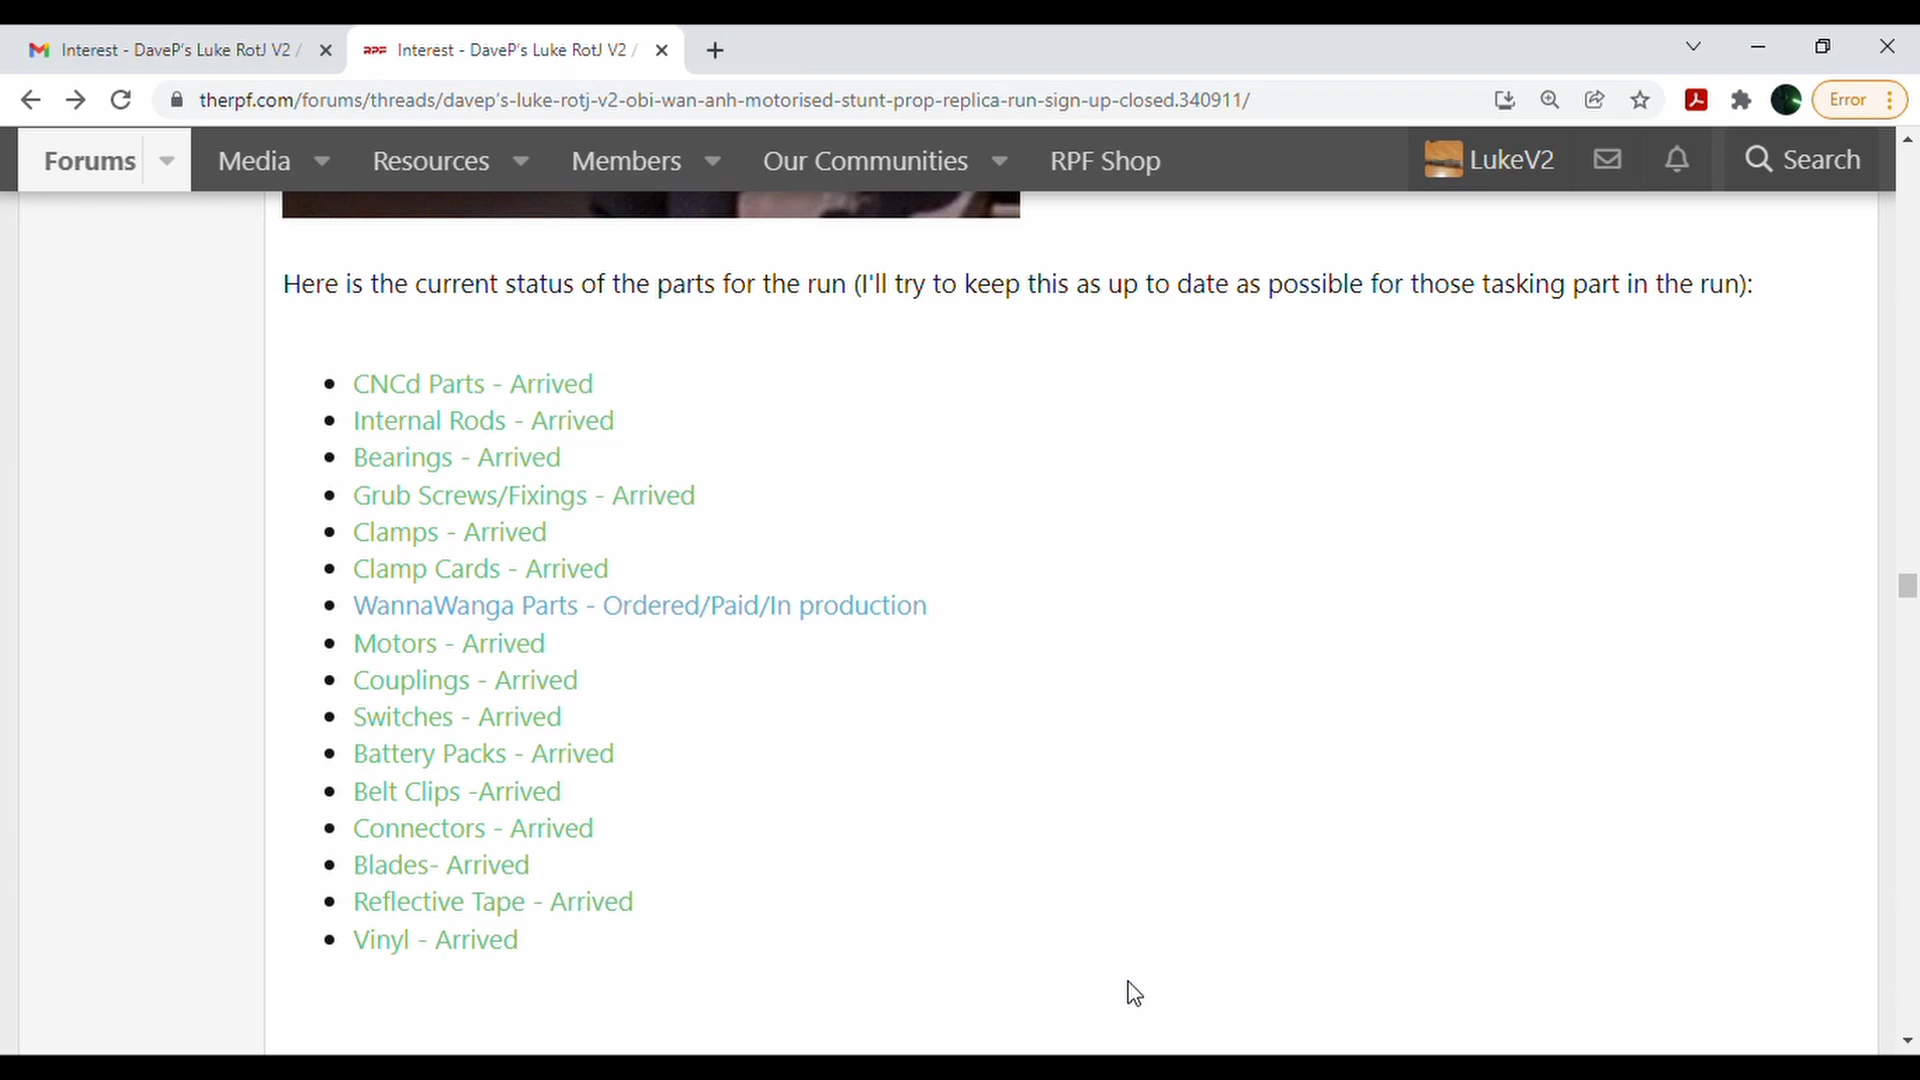 Interest - DaveP's Luke RotJ V2 /
RPF Interest - DaveP's Luke RotJ V2 /
therpf.com/forums/threads/davep's-luke-rotj-v2-obi-wan-anh-motorised-stunt-prop-replica-run-sign-up-closed.340911/
Error
Forums Media Resources Members Our Communities RPF Shop LukeV2 Search
Here is the current status of the parts for the run (I'll try to keep this as up to date as possible for those tasking part in the run):
CNCd Parts - Arrived
Internal Rods - Arrived
Bearings - Arrived
Grub Screws/Fixings - Arrived
Clamps - Arrived
Clamp Cards - Arrived
WannaWanga Parts - Ordered/Paid/In production
Motors - Arrived
Couplings - Arrived
Switches - Arrived
Battery Packs - Arrived
Belt Clips -Arrived
Connectors - Arrived
Blades- Arrived
Reflective Tape - Arrived
Vinyl - Arrived